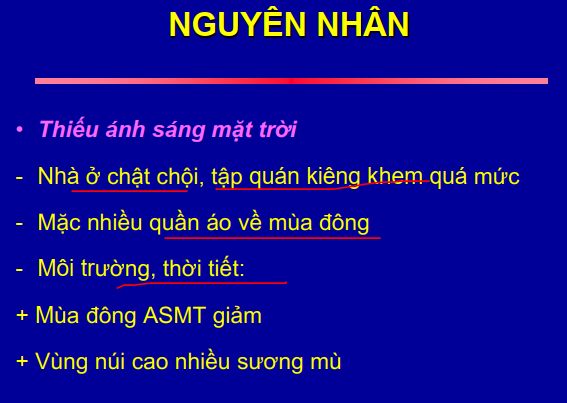 NGUYÊN NHÂN
• Thiếu ánh sáng mặt trời
- Nhà ở chật chội, tập quán kiêng khem quá mức
- Mặc nhiều quần áo về mùa đông
- Môi trường, thời tiết:
+ Mùa đông ASMT giảm
+ Vùng núi cao nhiều sương mù